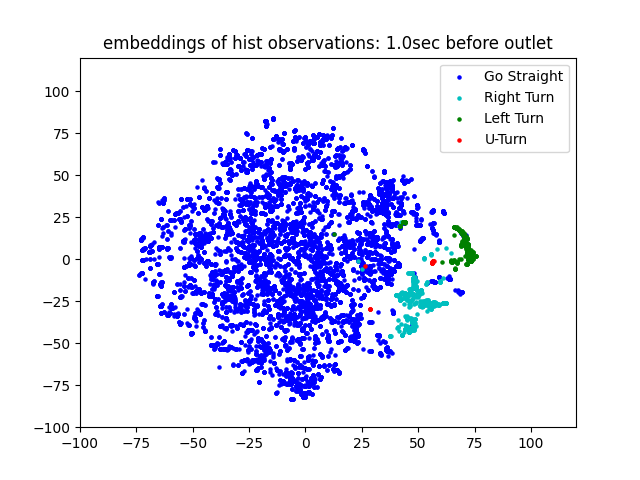 embeddings of hist observations: 1.0sec before outlet
Go Straight
Right Turn
Left Turn
U-Turn
100
75
50
25
0
−25
−50
−75
−100
−100 −75 −50 −25 0 25 50 75 100